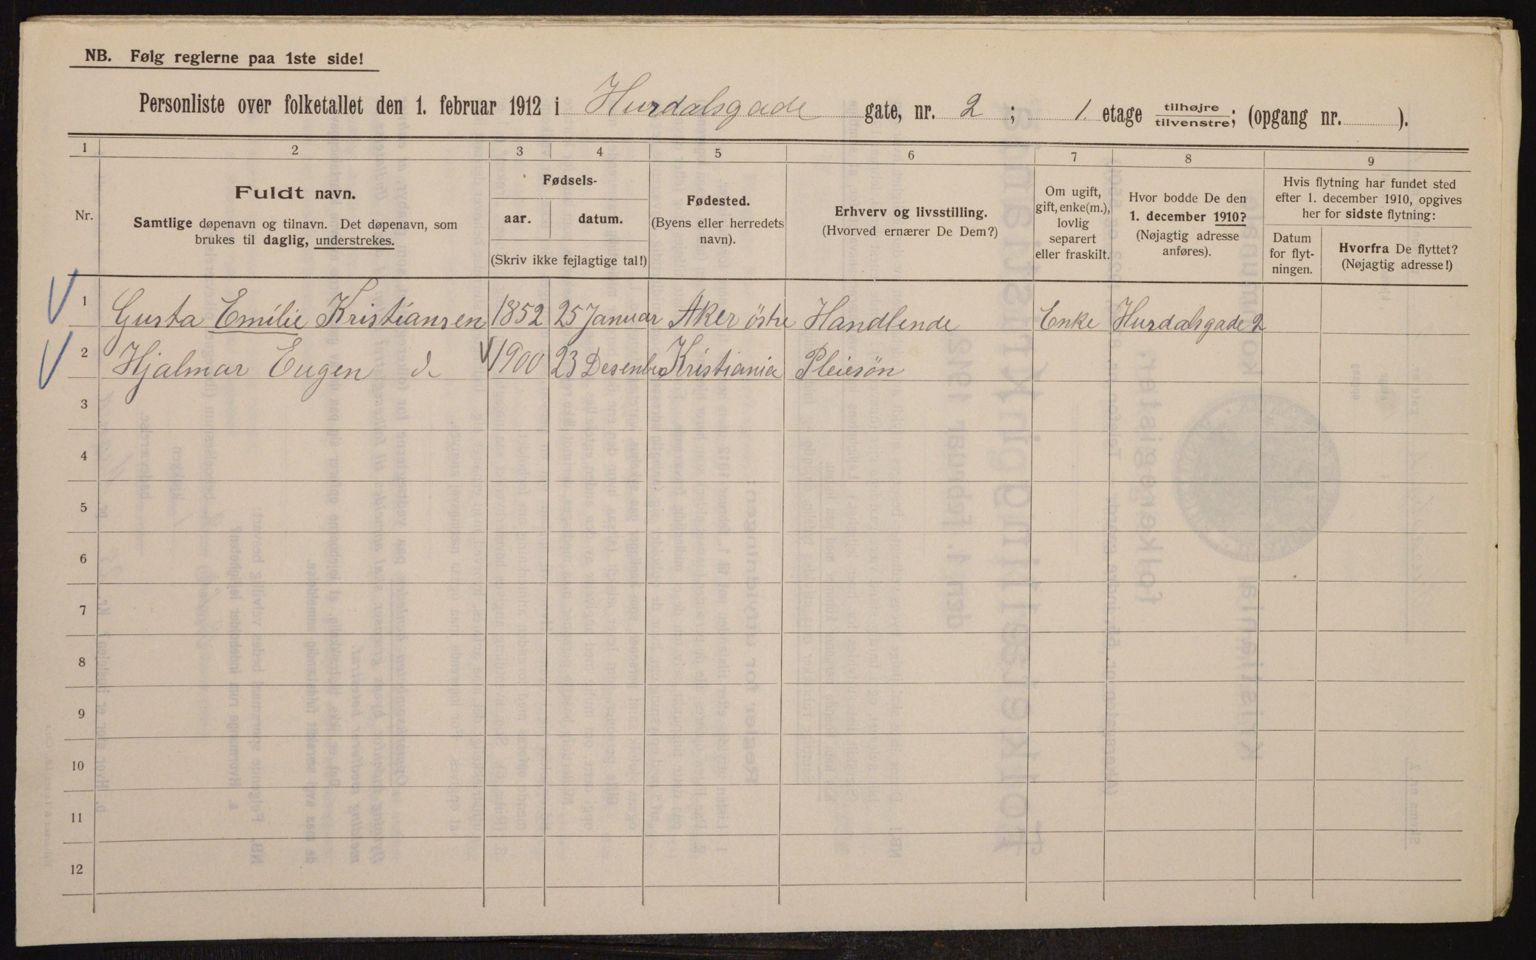 NB. Følg reglerne paa 1ste side!
Personliste over folketallet den 1. februar 1912 i Hurdalsgade gate, nr. 2 ; 1. etage tilhøjre tilvenstre; (opgang nr. ).
1 2 3 4 5 6 7 8 9
Nr.
Fuldt navn.
Samtlige døpenavn og tilnavn. Det døpenavn, som
brukes til daglig, understrekes.
Fødsels-
aar. datum.
(Skriv ikke fejlagtige tal!)
Fødested.
(Byens eller herredets
navn).
Erhverv og livsstilling.
(Hvorved ernærer De Dem?)
Om ugift,
gift, enke(m.),
lovlig
separert
eller fraskilt.
Hvor bodde De den
1. december 1910?
(Nøjagtig adresse
anføres).
Hvis flytning har fundet sted
efter 1. december 1910, opgives
her for sidste flytning:
Datum
for flyt-
ningen.
Hvorfra De flyttet?
(Nøjagtig adresse!)
1 Gusta Emilie Kristiansen 1852 25 Januar Aker østre Handlende Enke Hurdalsgade 2
2 Hjalmar Eugen d. 1900 23 Desenber Kristiania Pleiesøn
3
4
5
6
7
8
9
10
11
12